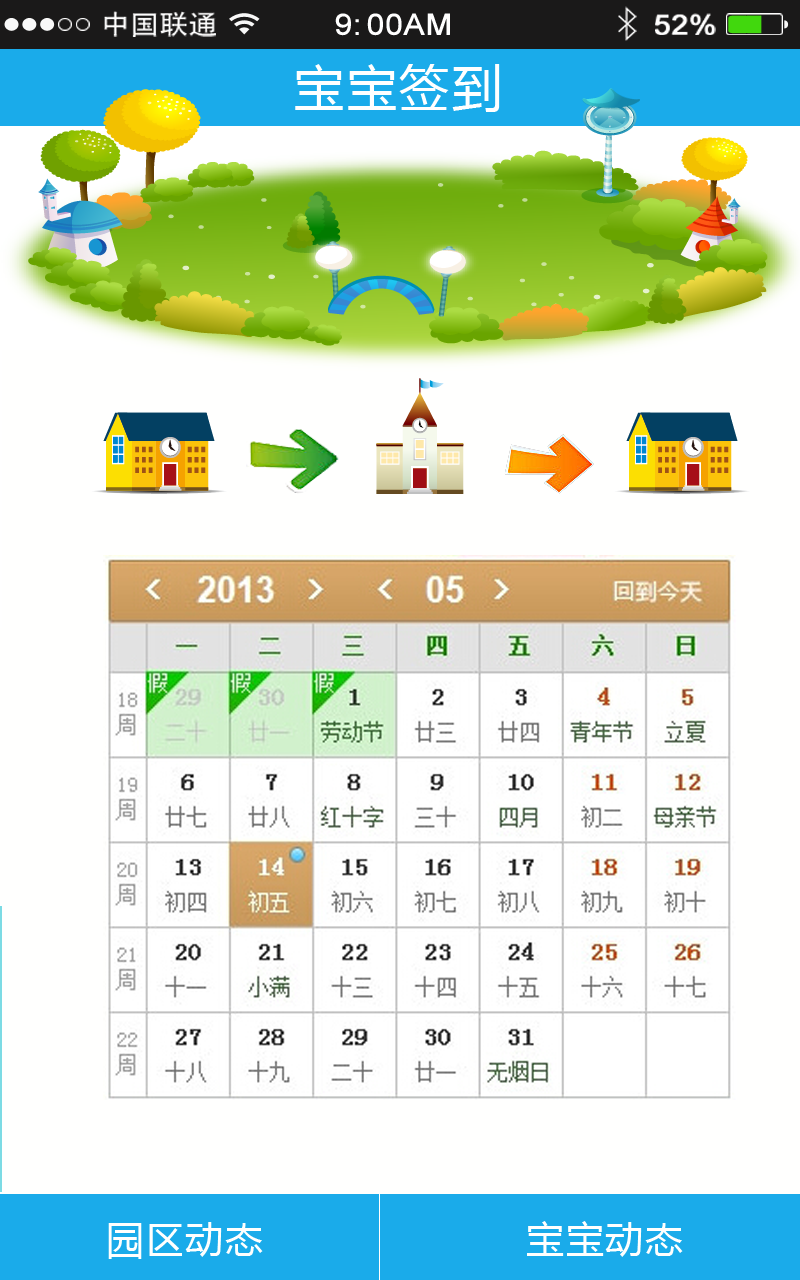 中国联通 9:00AM 52%
宝宝签到
< 2013 > < 05 > 回到今天
一 二 三 四 五 六 日
假 假 假
18周 29 30 1 2 3 4 5
二十 廿一 劳动节 廿三 廿四 青年节 立夏
19周 6 7 8 9 10 11 12
廿七 廿八 红十字 三十 四月 初二 母亲节
20周 13 14 15 16 17 18 19
初四 初五 初六 初七 初八 初九 初十
21周 20 21 22 23 24 25 26
十一 小满 十三 十四 十五 十六 十七
22周 27 28 29 30 31
十八 十九 二十 廿一 无烟日
园区动态 宝宝动态